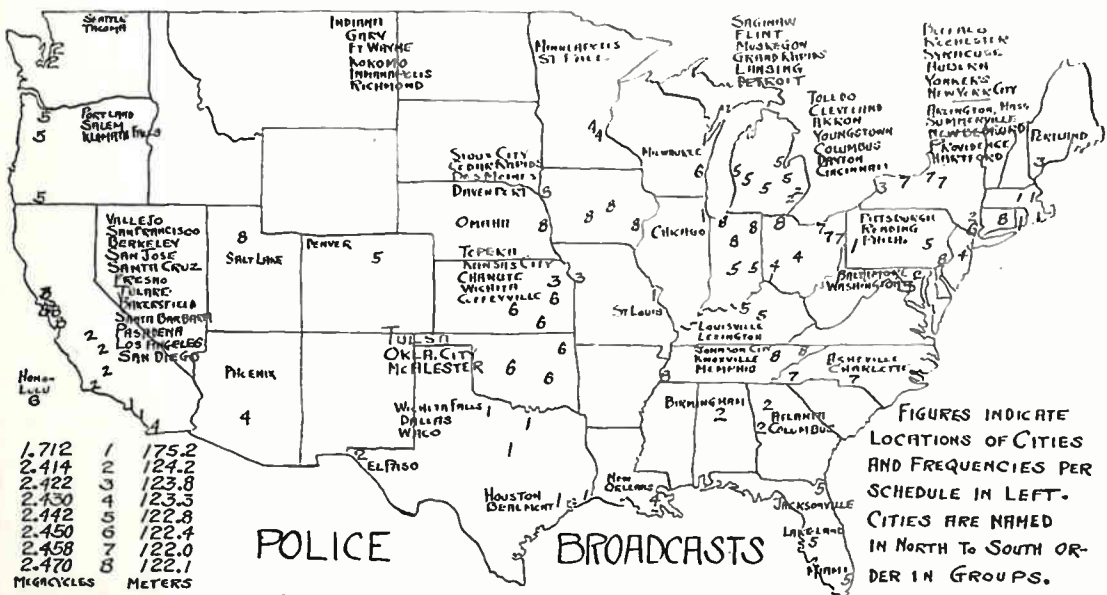 SEATTLE
TACOMA
PORTLAND
SALEM
KLAMATH FALLS
VALLEJO
SAN FRANCISCO
BERKELEY
SAN JOSE
SANTA CRUZ
FRESNO
TULARE
BAKERSFIELD
SANTA BARBARA
PASADENA
LOS ANGELES
SAN DIEGO
HONO-
LULU
6
SALT LAKE
8
PHOENIX
4
DENVER
5
INDIANA
GARY
FT WAYNE
KOKOMO
INDIANAPOLIS
RICHMOND
MINNEAPOLIS
ST PAUL
SIOUX CITY
CEDAR RAPIDS
DES MOINES
DAVENPORT
OMAHA
TOPEKA
KANSAS CITY
CHANUTE
WICHITA
COFFEYVILLE
TULSA
OKLA. CITY
MCALESTER
WICHITA FALLS
DALLAS
WACO
EL PASO
HOUSTON
BEAUMONT
NEW
ORLEANS
MILWAUKEE
CHICAGO
ST LOUIS
SAGINAW
FLINT
MUSKEGON
GRAND RAPIDS
LANSING
DETROIT
TOLEDO
CLEVELAND
AKRON
YOUNGSTOWN
COLUMBUS
DAYTON
CINCINNATI
BUFFALO
ROCHESTER
SYRACUSE
AUBURN
YONKERS
NEW YORK CITY
ARLINGTON, MASS
SUMMERVILLE
NEW BEDFORD
PROVIDENCE
HARTFORD
PORTLAND
PITTSBURGH
READING
PHILA.
BALTIMORE
WASHINGTON
LOUISVILLE
LEXINGTON
JOHNSON CITY
KNOXVILLE
MEMPHIS
ASHEVILLE
CHARLOTTE
BIRMINGHAM
2
ATLANTA
COLUMBUS
JACKSONVILLE
LAKELAND
MIAMI
1.712 1 175.2
2.414 2 124.2
2.422 3 123.8
2.430 4 123.3
2.442 5 122.8
2.450 6 122.4
2.458 7 122.0
2.470 8 122.1
MEGACYCLES METERS
POLICE BROADCASTS
FIGURES INDICATE
LOCATIONS OF CITIES
AND FREQUENCIES PER
SCHEDULE IN LEFT.
CITIES ARE NAMED
IN NORTH TO SOUTH OR-
DER IN GROUPS.